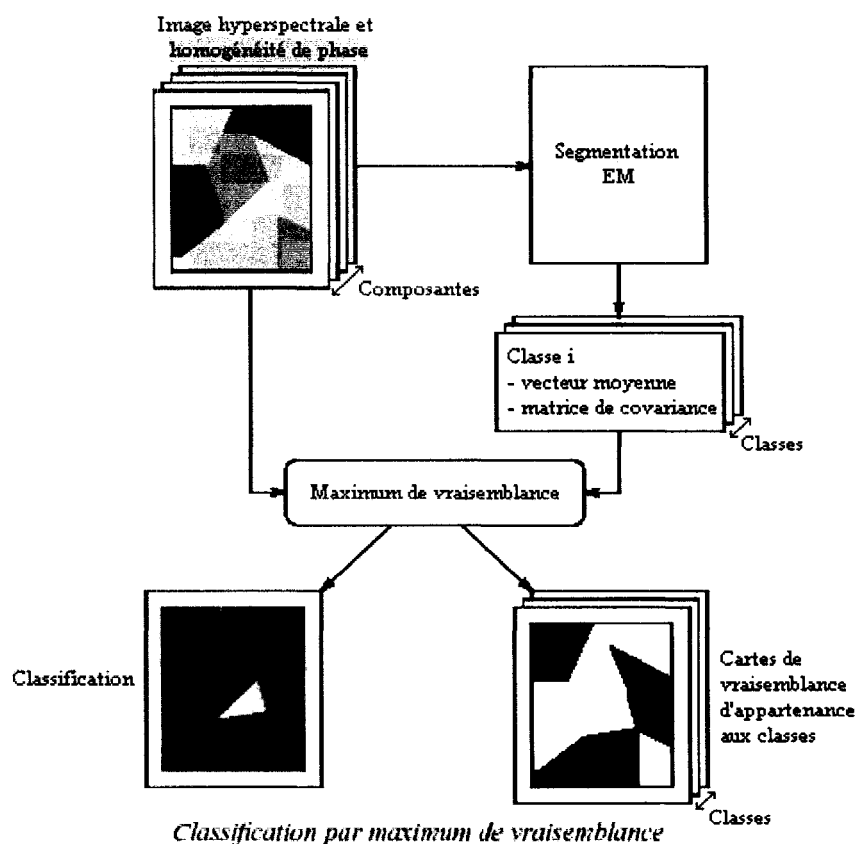 Image hyperspectrale et
homogénéité de phase
Segmentation
EM
Composantes
Classe i
- vecteur moyenne
- matrice de covariance
Classes
Maximum de vraisemblance
Classification
Cartes de
vraisemblance
d'appartenance
aux classes
Classes
Classification par maximum de vraisemblance